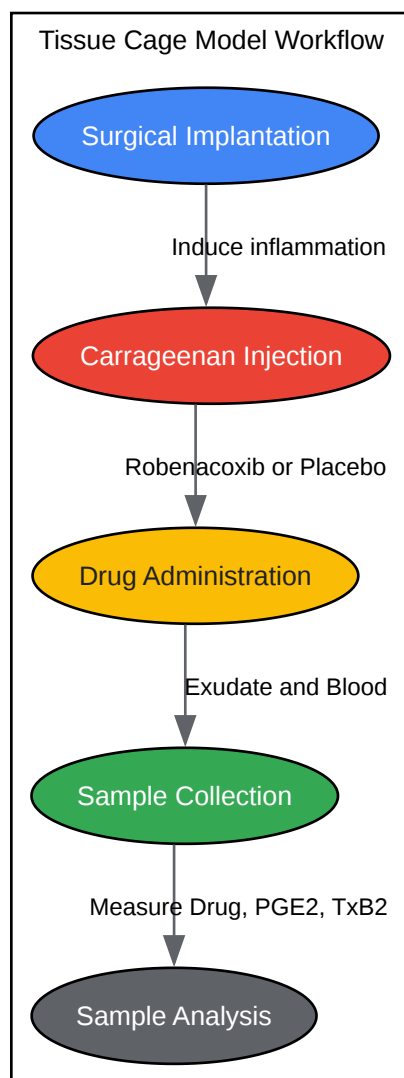 Tissue Cage Model Workflow
Surgical Implantation
Induce inflammation
Carrageenan Injection
Robenacoxib or Placebo
Drug Administration
Exudate and Blood
Sample Collection
Measure Drug, PGE2, TxB2
Sample Analysis